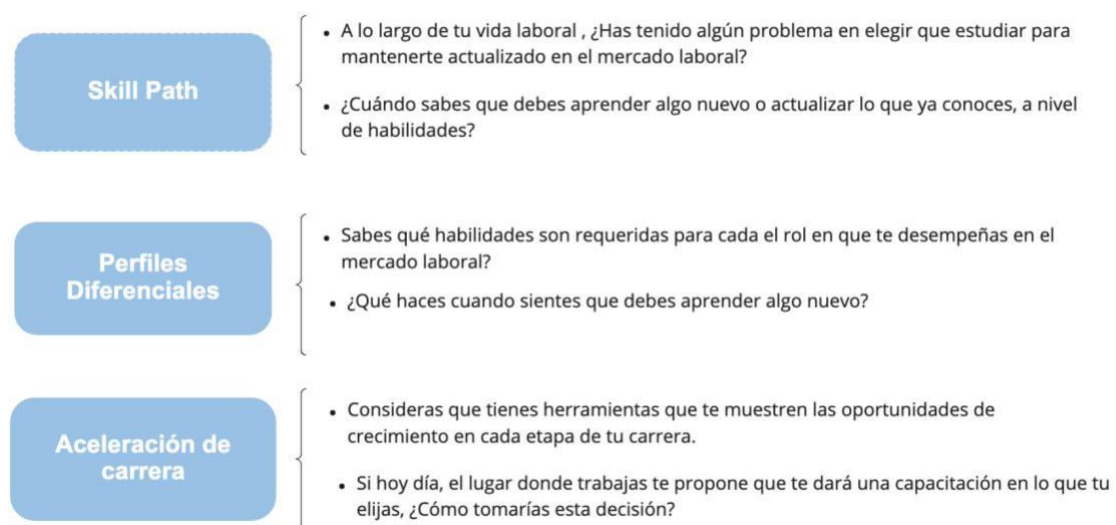 Skill Path
• A lo largo de tu vida laboral , ¿Has tenido algún problema en elegir que estudiar para
mantenerte actualizado en el mercado laboral?
• ¿Cuándo sabes que debes aprender algo nuevo o actualizar lo que ya conoces, a nivel
de habilidades?
Perfiles
Diferenciales
• Sabes qué habilidades son requeridas para cada el rol en que te desempeñas en el
mercado laboral?
• ¿Qué haces cuando sientes que debes aprender algo nuevo?
Aceleración de
carrera
• Consideras que tienes herramientas que te muestren las oportunidades de
crecimiento en cada etapa de tu carrera.
• Si hoy día, el lugar donde trabajas te propone que te dará una capacitación en lo que tu
elijas, ¿Cómo tomarías esta decisión?